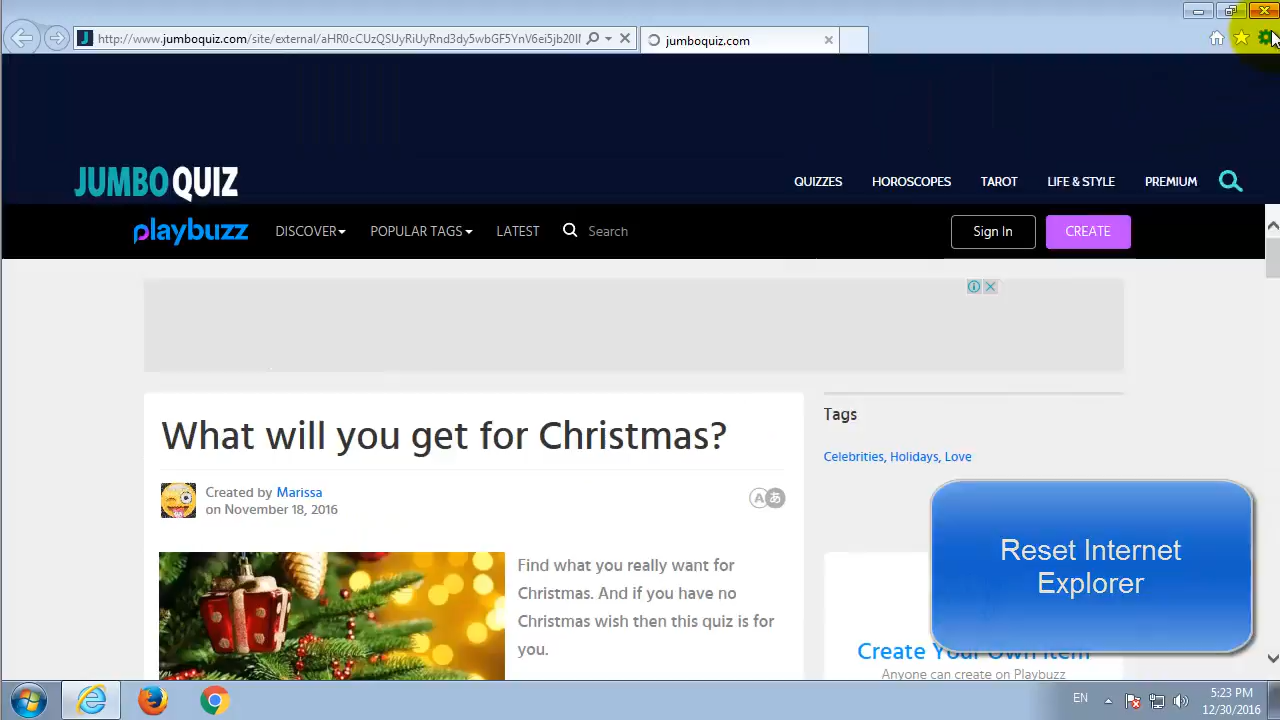 http://www.jumboquiz.com/site/external/aHR0cCUzQSUyRiUyRnd3dy5wbGF5YnV6ei5jb20lI
jumboquiz.com
JUMBO QUIZ
QUIZZES HOROSCOPES TAROT LIFE & STYLE PREMIUM
playbuzz DISCOVER POPULAR TAGS LATEST Search Sign In CREATE
What will you get for Christmas?
Created by Marissa
on November 18, 2016
A あ
Find what you really want for
Christmas. And if you have no
Christmas wish then this quiz is for
you.
Tags
Celebrities, Holidays, Love
Reset Internet
Explorer
Create Your Own Item
Anyone can create on Playbuzz
EN
5:23 PM
12/30/2016